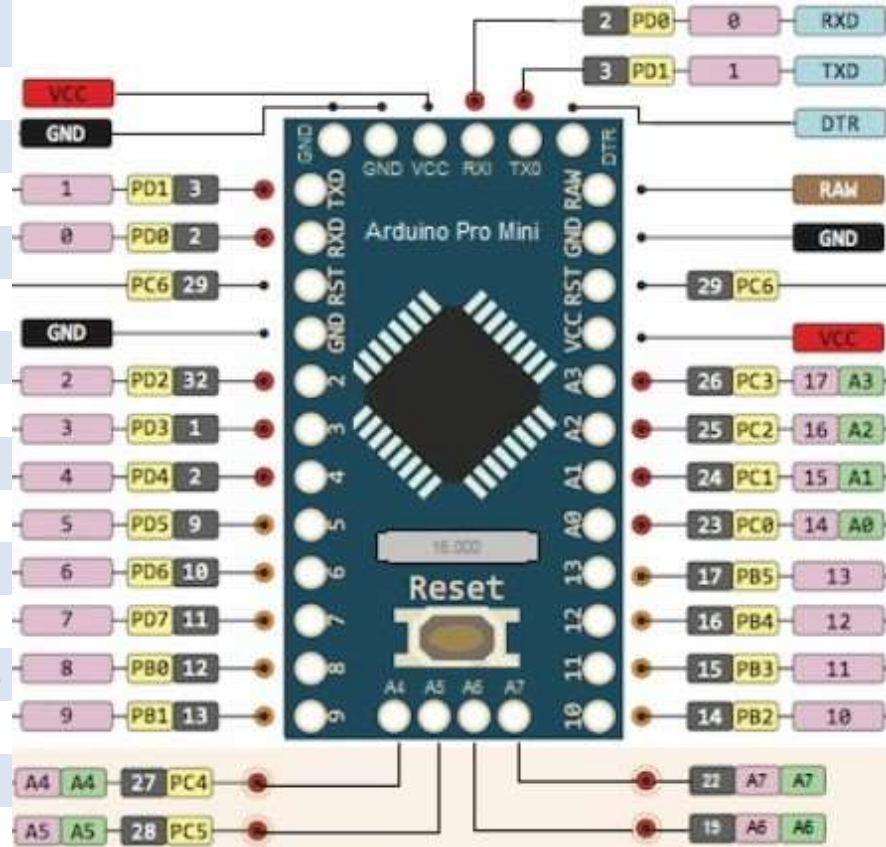 2 PD0 0 RXD
3 PD1 1 TXD
VCC
GND
DTR
GND GND VCC RXI TX0 DTR
1 PD1 3 TXD
RAW RAW
0 PD0 2 RXD
Arduino Pro Mini
GND GND
PC6 29 RST
RST 29 PC6
GND GND
VCC VCC
2 PD2 32 2
A3 26 PC3 17 A3
3 PD3 1 3
A2 25 PC2 16 A2
4 PD4 2 4
A1 24 PC1 15 A1
5 PD5 9 5
A0 23 PC0 14 A0
16.000
6 PD6 10 6
13 17 PB5 13
Reset
7 PD7 11 7
12 16 PB4 12
8 PB0 12 8
11 15 PB3 11
A4 A5 A6 A7
9 PB1 13 9
10 14 PB2 10
A4 A4 27 PC4
22 A7 A7
A5 A5 28 PC5
19 A6 A6